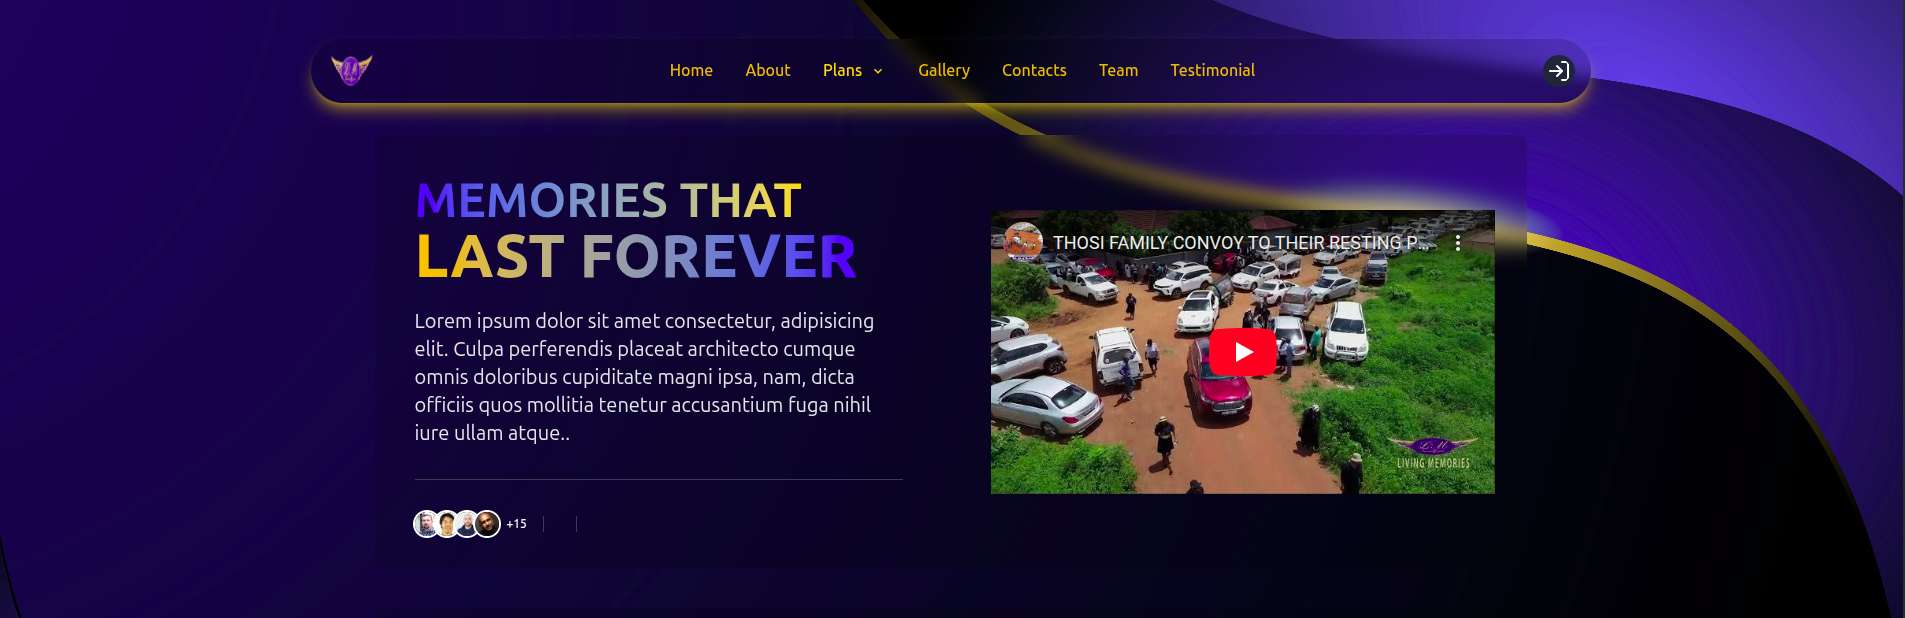 Home About Plans Gallery Contacts Team Testimonial
MEMORIES THAT
LAST FOREVER
Lorem ipsum dolor sit amet consectetur, adipisicing
elit. Culpa perferendis placeat architecto cumque
omnis doloribus cupiditate magni ipsa, nam, dicta
officiis quos mollitia tenetur accusantium fuga nihil
iure ullam atque..
+15
THOSI FAMILY CONVOY TO THEIR RESTING P...
LM
LIVING MEMORIES